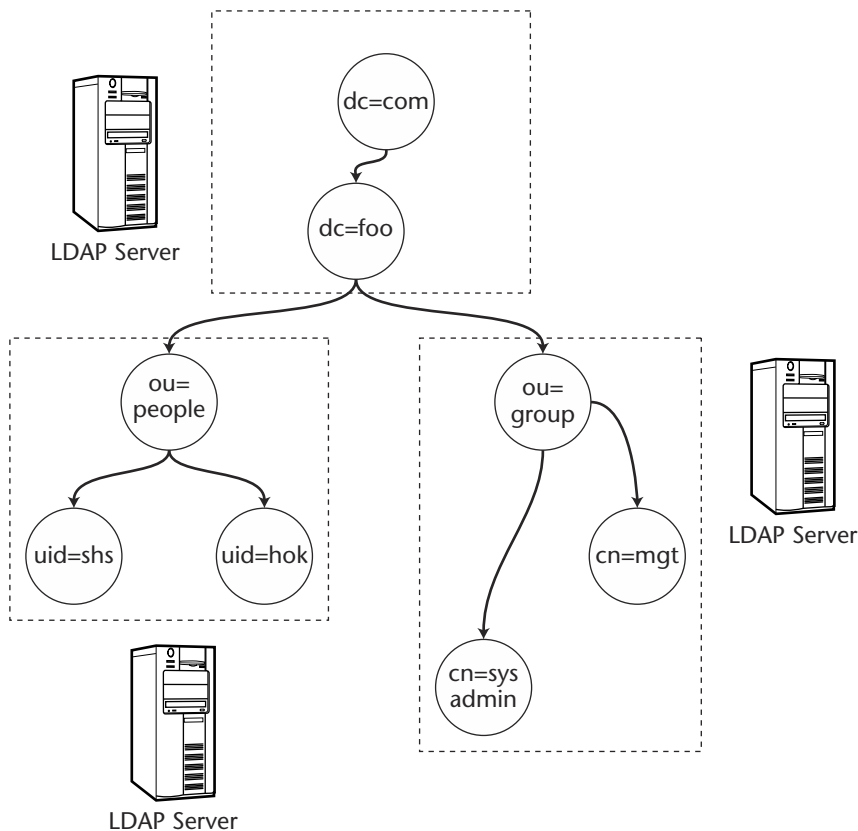 dc=com
dc=foo
LDAP Server
ou=
people
ou=
group
uid=shs
uid=hok
cn=mgt
LDAP Server
cn=sys
admin
LDAP Server